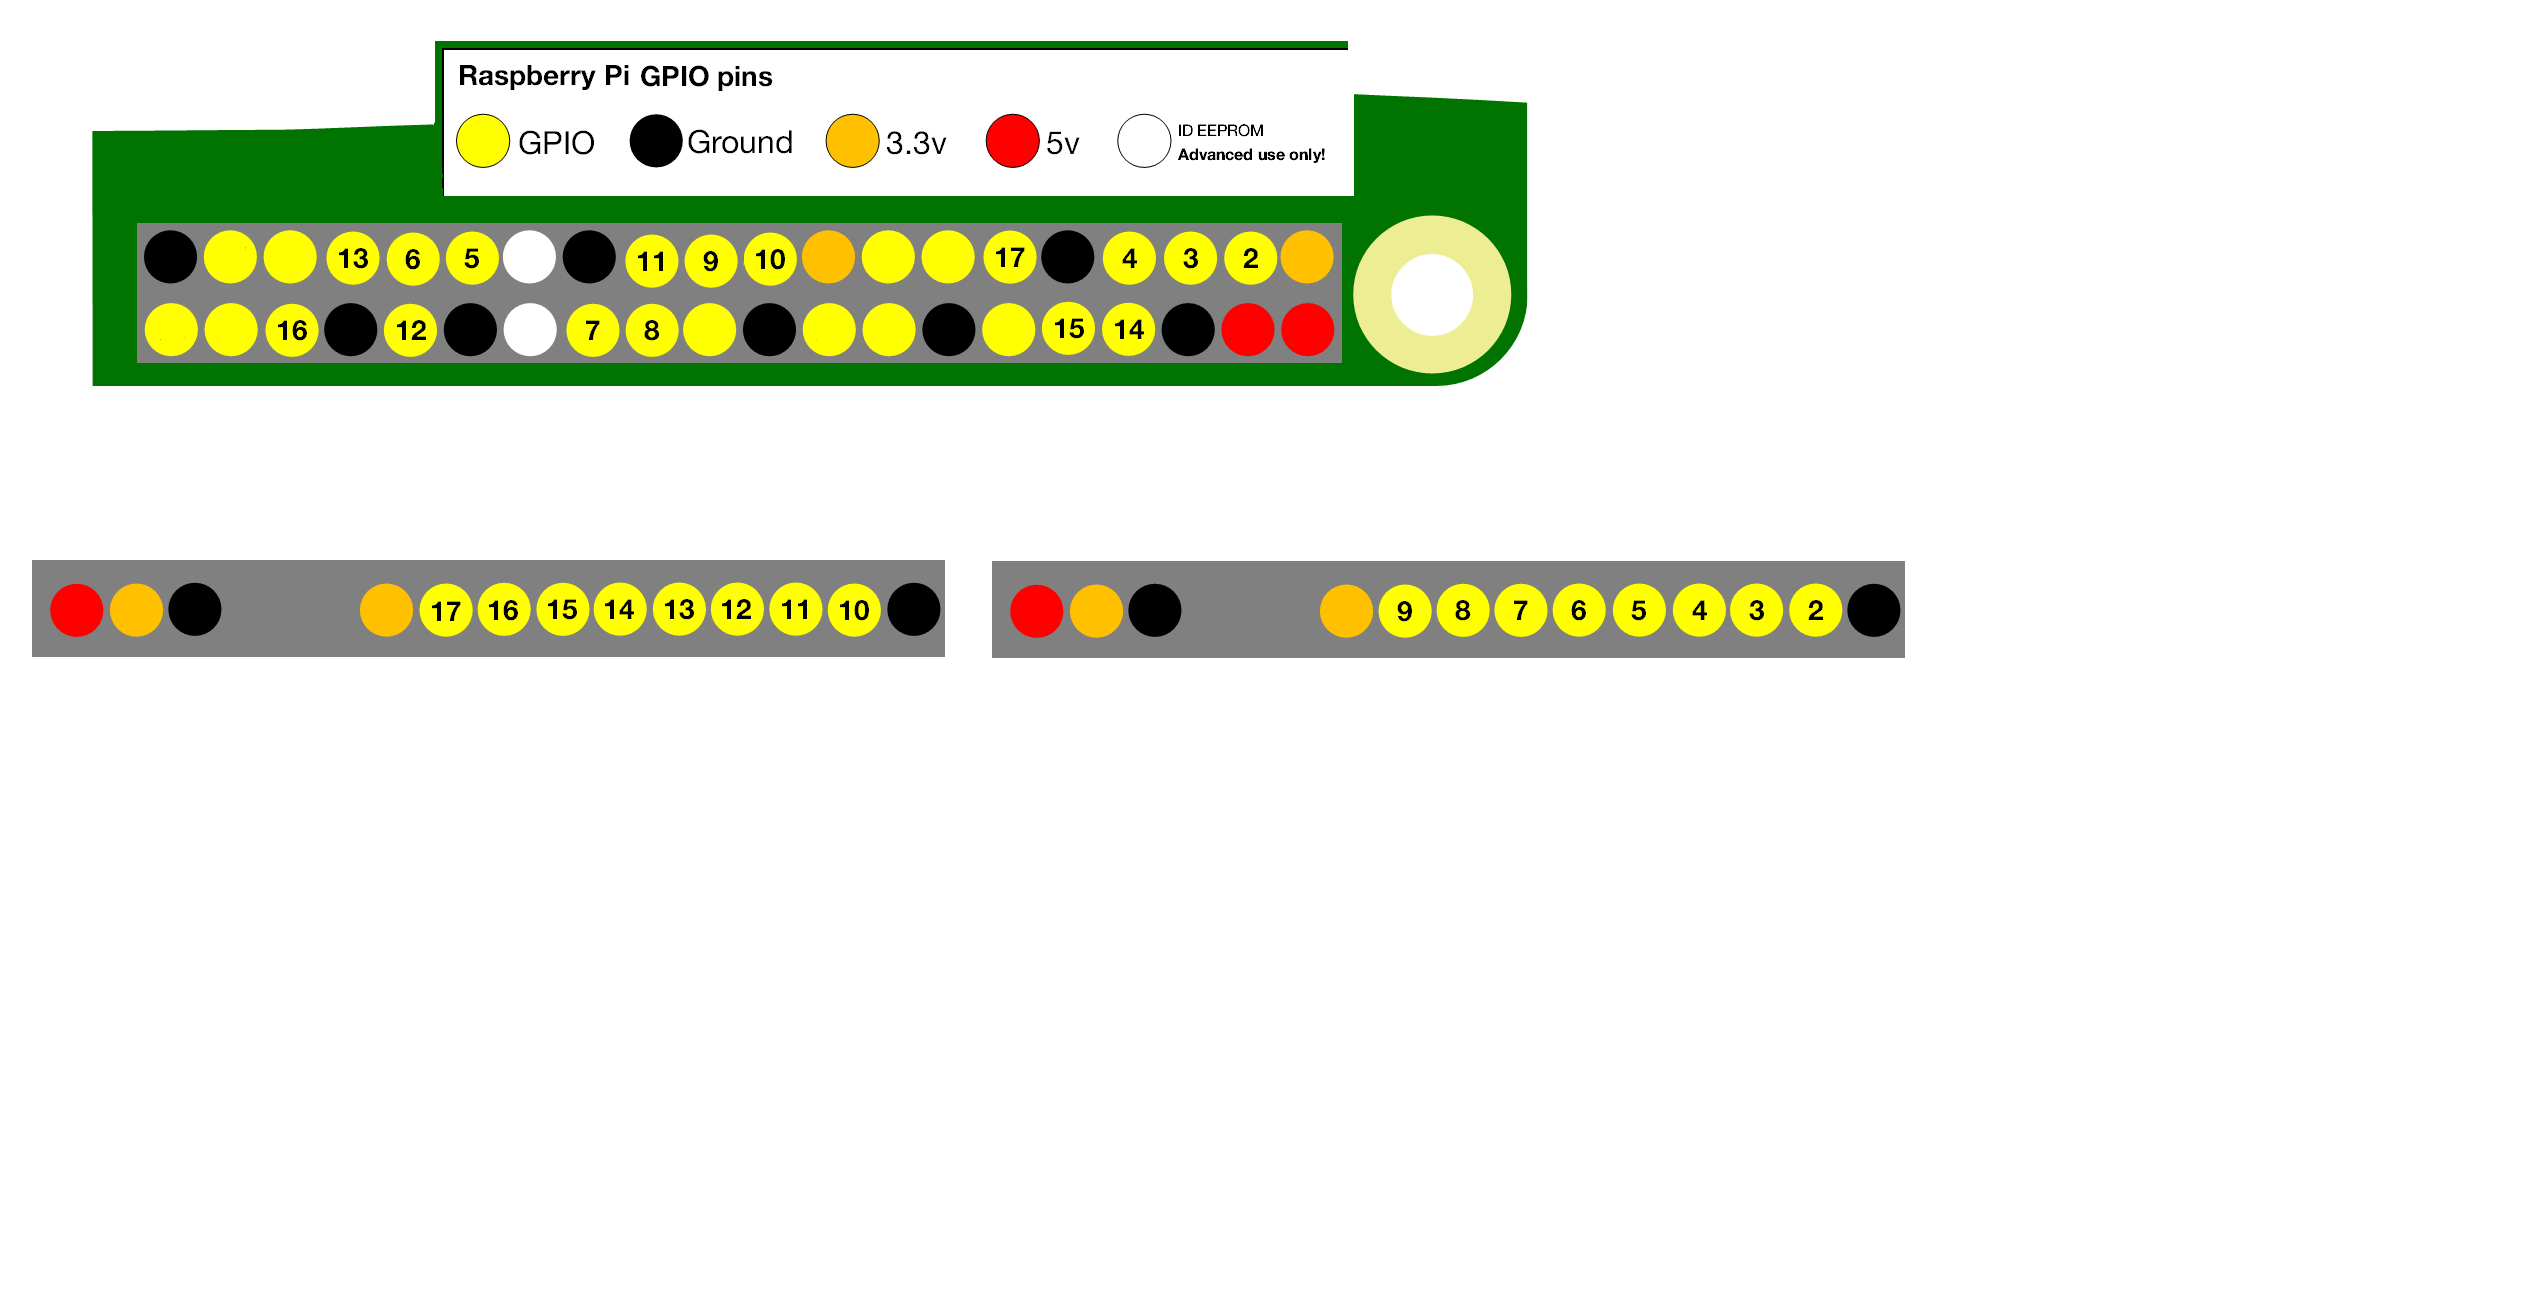 Raspberry Pi GPIO pins
GPIO Ground 3.3v 5v ID EEPROM
Advanced use only!
13 6 5 11 9 10 17 4 3 2
16 12 7 8 15 14
17 16 15 14 13 12 11 10
9 8 7 6 5 4 3 2